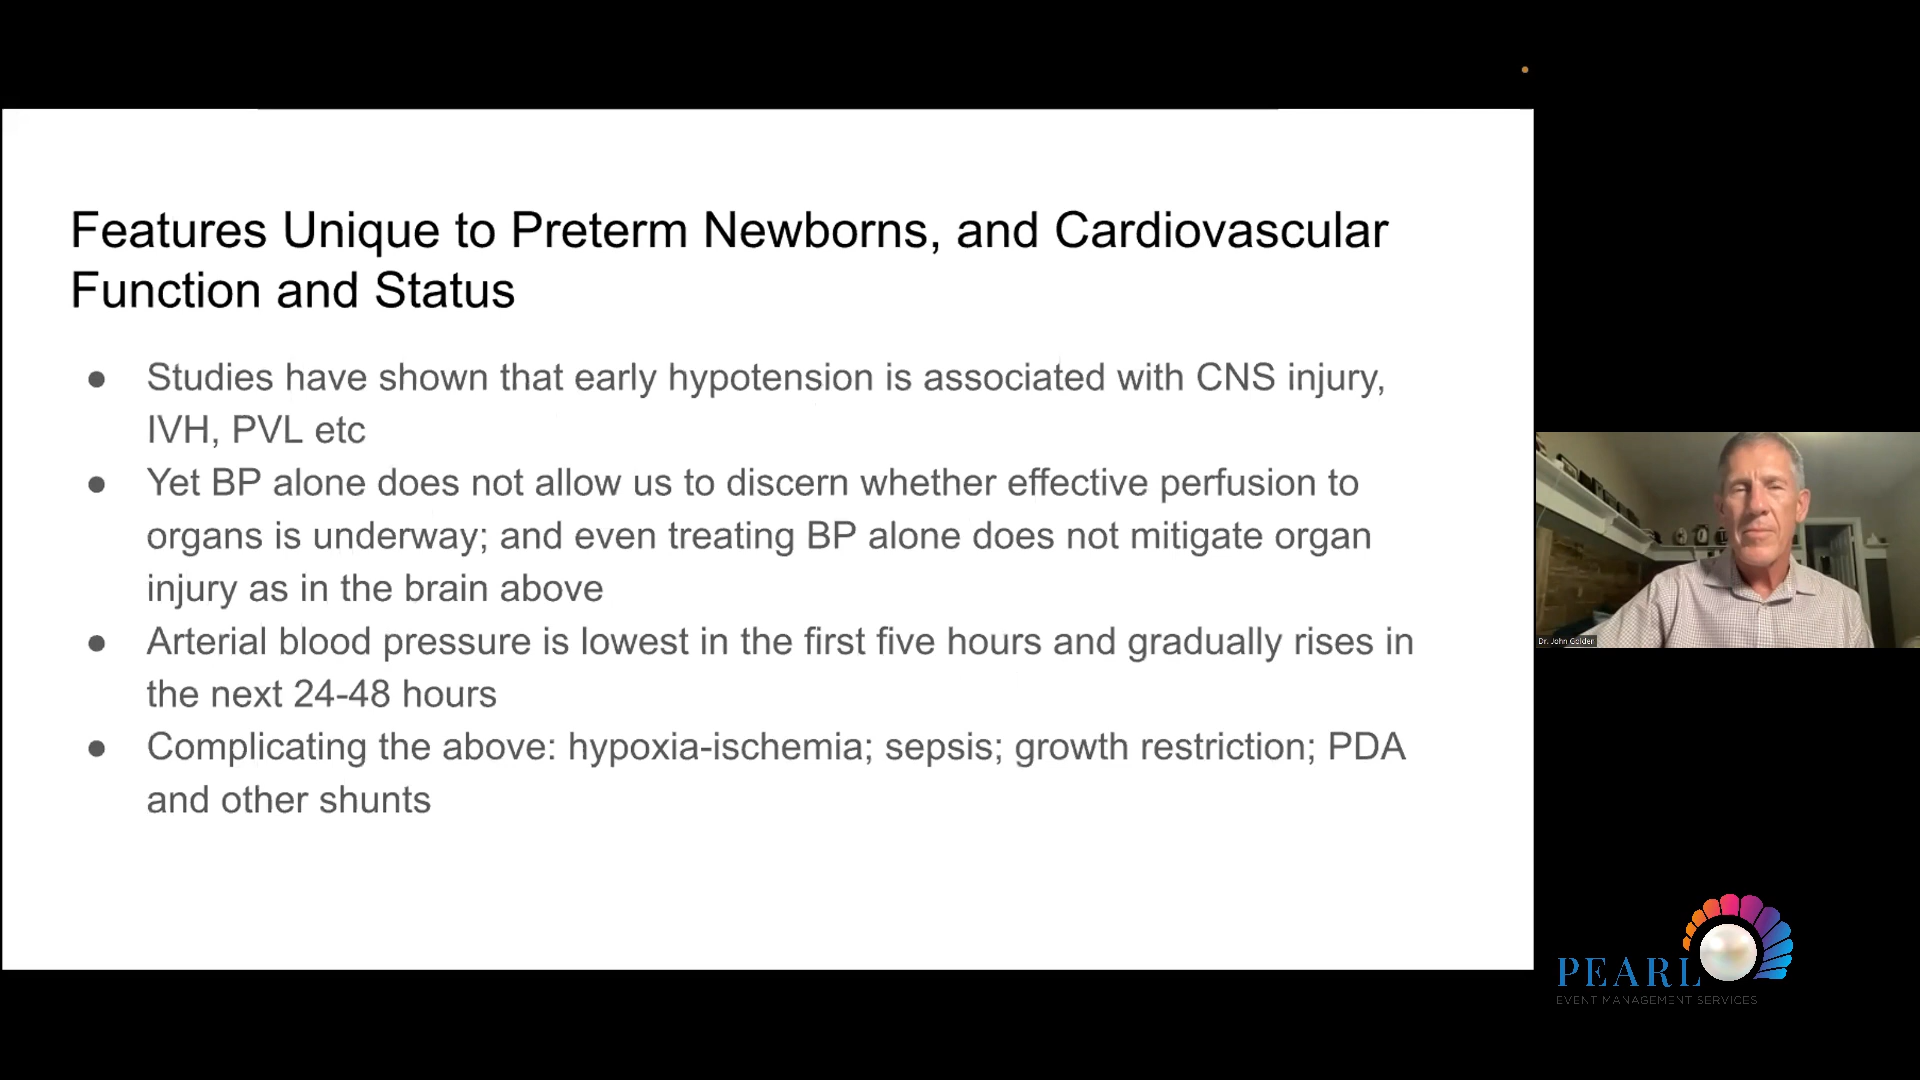 Features Unique to Preterm Newborns, and Cardiovascular
Function and Status
● Studies have shown that early hypotension is associated with CNS injury,
IVH, PVL etc
● Yet BP alone does not allow us to discern whether effective perfusion to
organs is underway; and even treating BP alone does not mitigate organ
injury as in the brain above
● Arterial blood pressure is lowest in the first five hours and gradually rises in
the next 24-48 hours
● Complicating the above: hypoxia-ischemia; sepsis; growth restriction; PDA
and other shunts
Dr. John Golder
PEARL
EVENT MANAGEMENT SERVICES